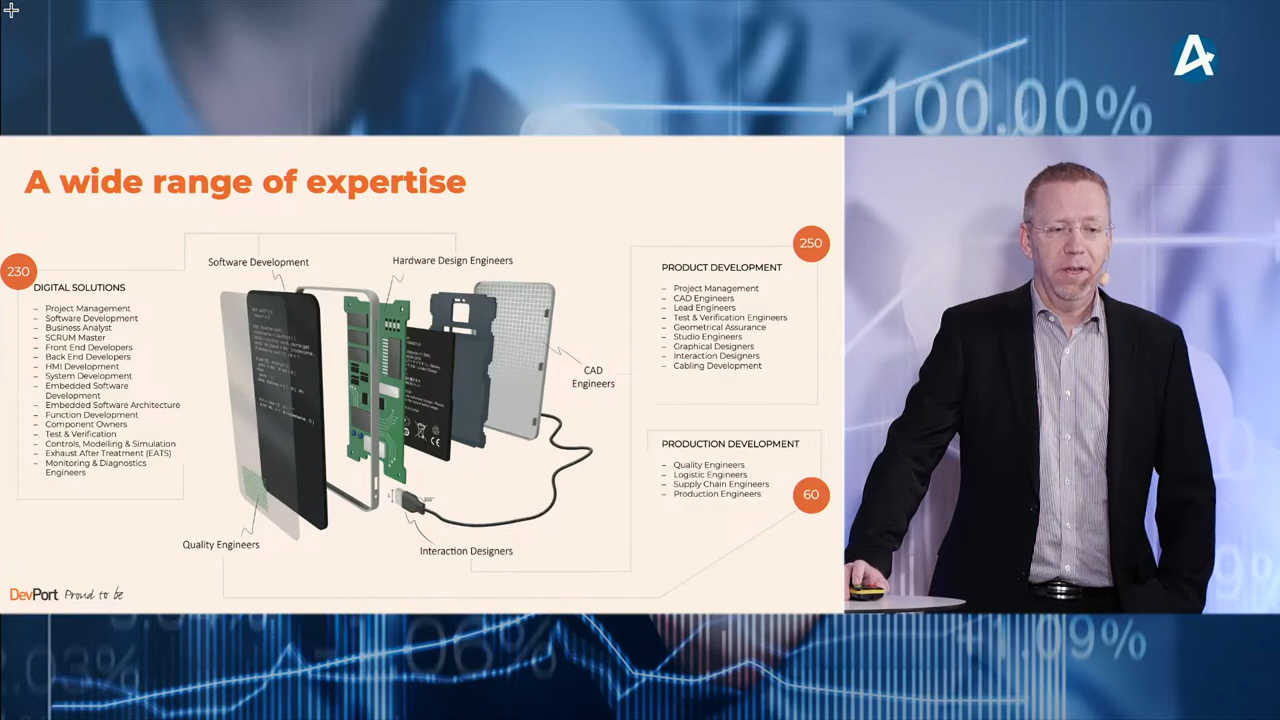 +100.00%
A wide range of expertise
230
DIGITAL SOLUTIONS
– Project Management
– Software Development
– Business Analyst
– SCRUM Master
– Front End Developers
– Back End Developers
– HMI Development
– System Development
– Embedded Software
Development
– Embedded Software Architecture
– Function Development
– Component Owners
– Test & Verification
– Controls, Modelling & Simulation
– Exhaust After Treatment (EATS)
– Monitoring & Diagnostics
Engineers
Software Development
Hardware Design Engineers
CAD
Engineers
Quality Engineers
Interaction Designers
250
PRODUCT DEVELOPMENT
– Project Management
– CAD Engineers
– Lead Engineers
– Test & Verification Engineers
– Geometrical Assurance
– Studio Engineers
– Graphical Designers
– Interaction Designers
– Cabling Development
PRODUCTION DEVELOPMENT
– Quality Engineers
– Logistic Engineers
– Supply Chain Engineers
– Production Engineers
60
DevPort Proud to be
2.03%
+1.09%